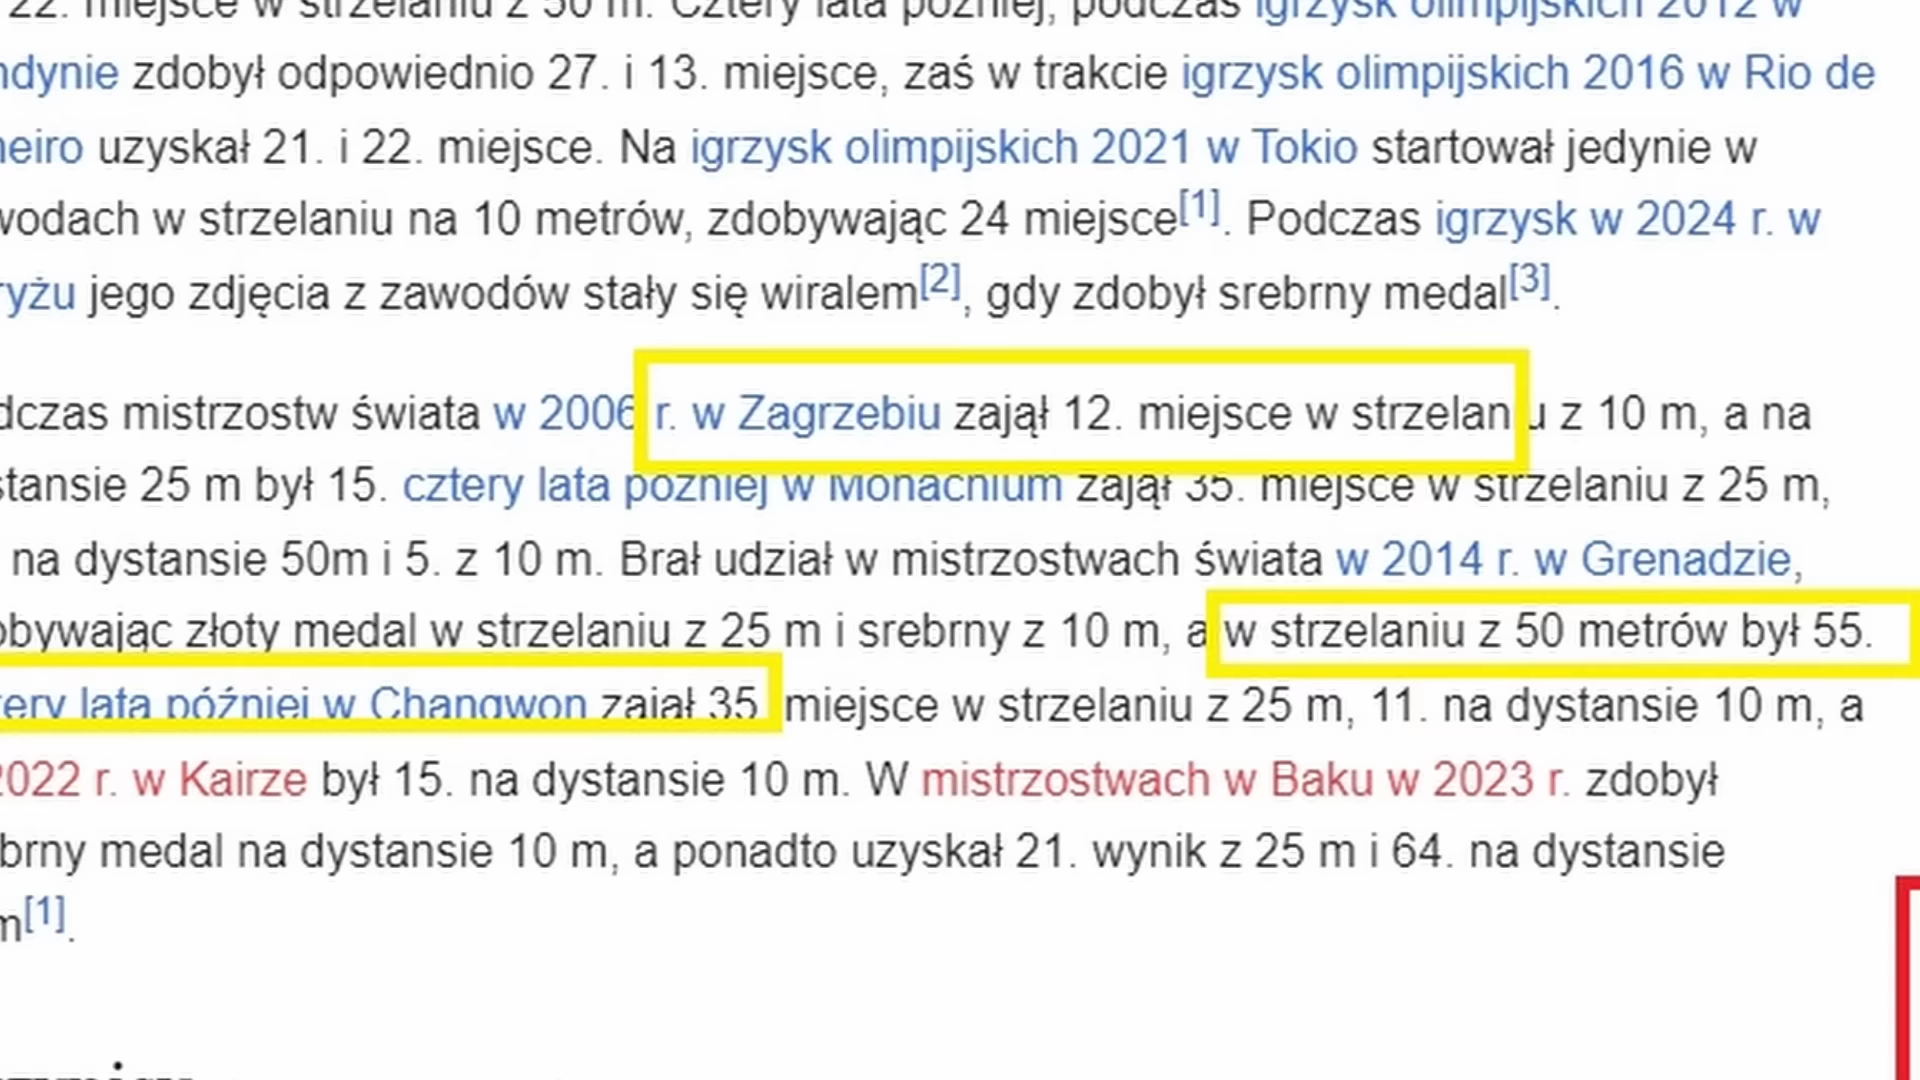 22. miejsce w strzelaniu z 50 m. Cztery lata później, podczas igrzysk olimpijskich 2012 w
ndynie zdobył odpowiednio 27. i 13. miejsce, zaś w trakcie igrzysk olimpijskich 2016 w Rio de
neiro uzyskał 21. i 22. miejsce. Na igrzysk olimpijskich 2021 w Tokio startował jedynie w
wodach w strzelaniu na 10 metrów, zdobywając 24 miejsce[1]. Podczas igrzysk w 2024 r. w
ryżu jego zdjęcia z zawodów stały się wiralem[2], gdy zdobył srebrny medal[3].
dczas mistrzostw świata w 2006 r. w Zagrzebiu zajął 12. miejsce w strzelaniu z 10 m, a na
stansie 25 m był 15. cztery lata później w Monachium zajął 35. miejsce w strzelaniu z 25 m,
na dystansie 50m i 5. z 10 m. Brał udział w mistrzostwach świata w 2014 r. w Grenadzie,
obywając złoty medal w strzelaniu z 25 m i srebrny z 10 m, a w strzelaniu z 50 metrów był 55.
tery lata później w Changwon zajął 35 miejsce w strzelaniu z 25 m, 11. na dystansie 10 m, a
2022 r. w Kairze był 15. na dystansie 10 m. W mistrzostwach w Baku w 2023 r. zdobył
brny medal na dystansie 10 m, a ponadto uzyskał 21. wynik z 25 m i 64. na dystansie
m[1].